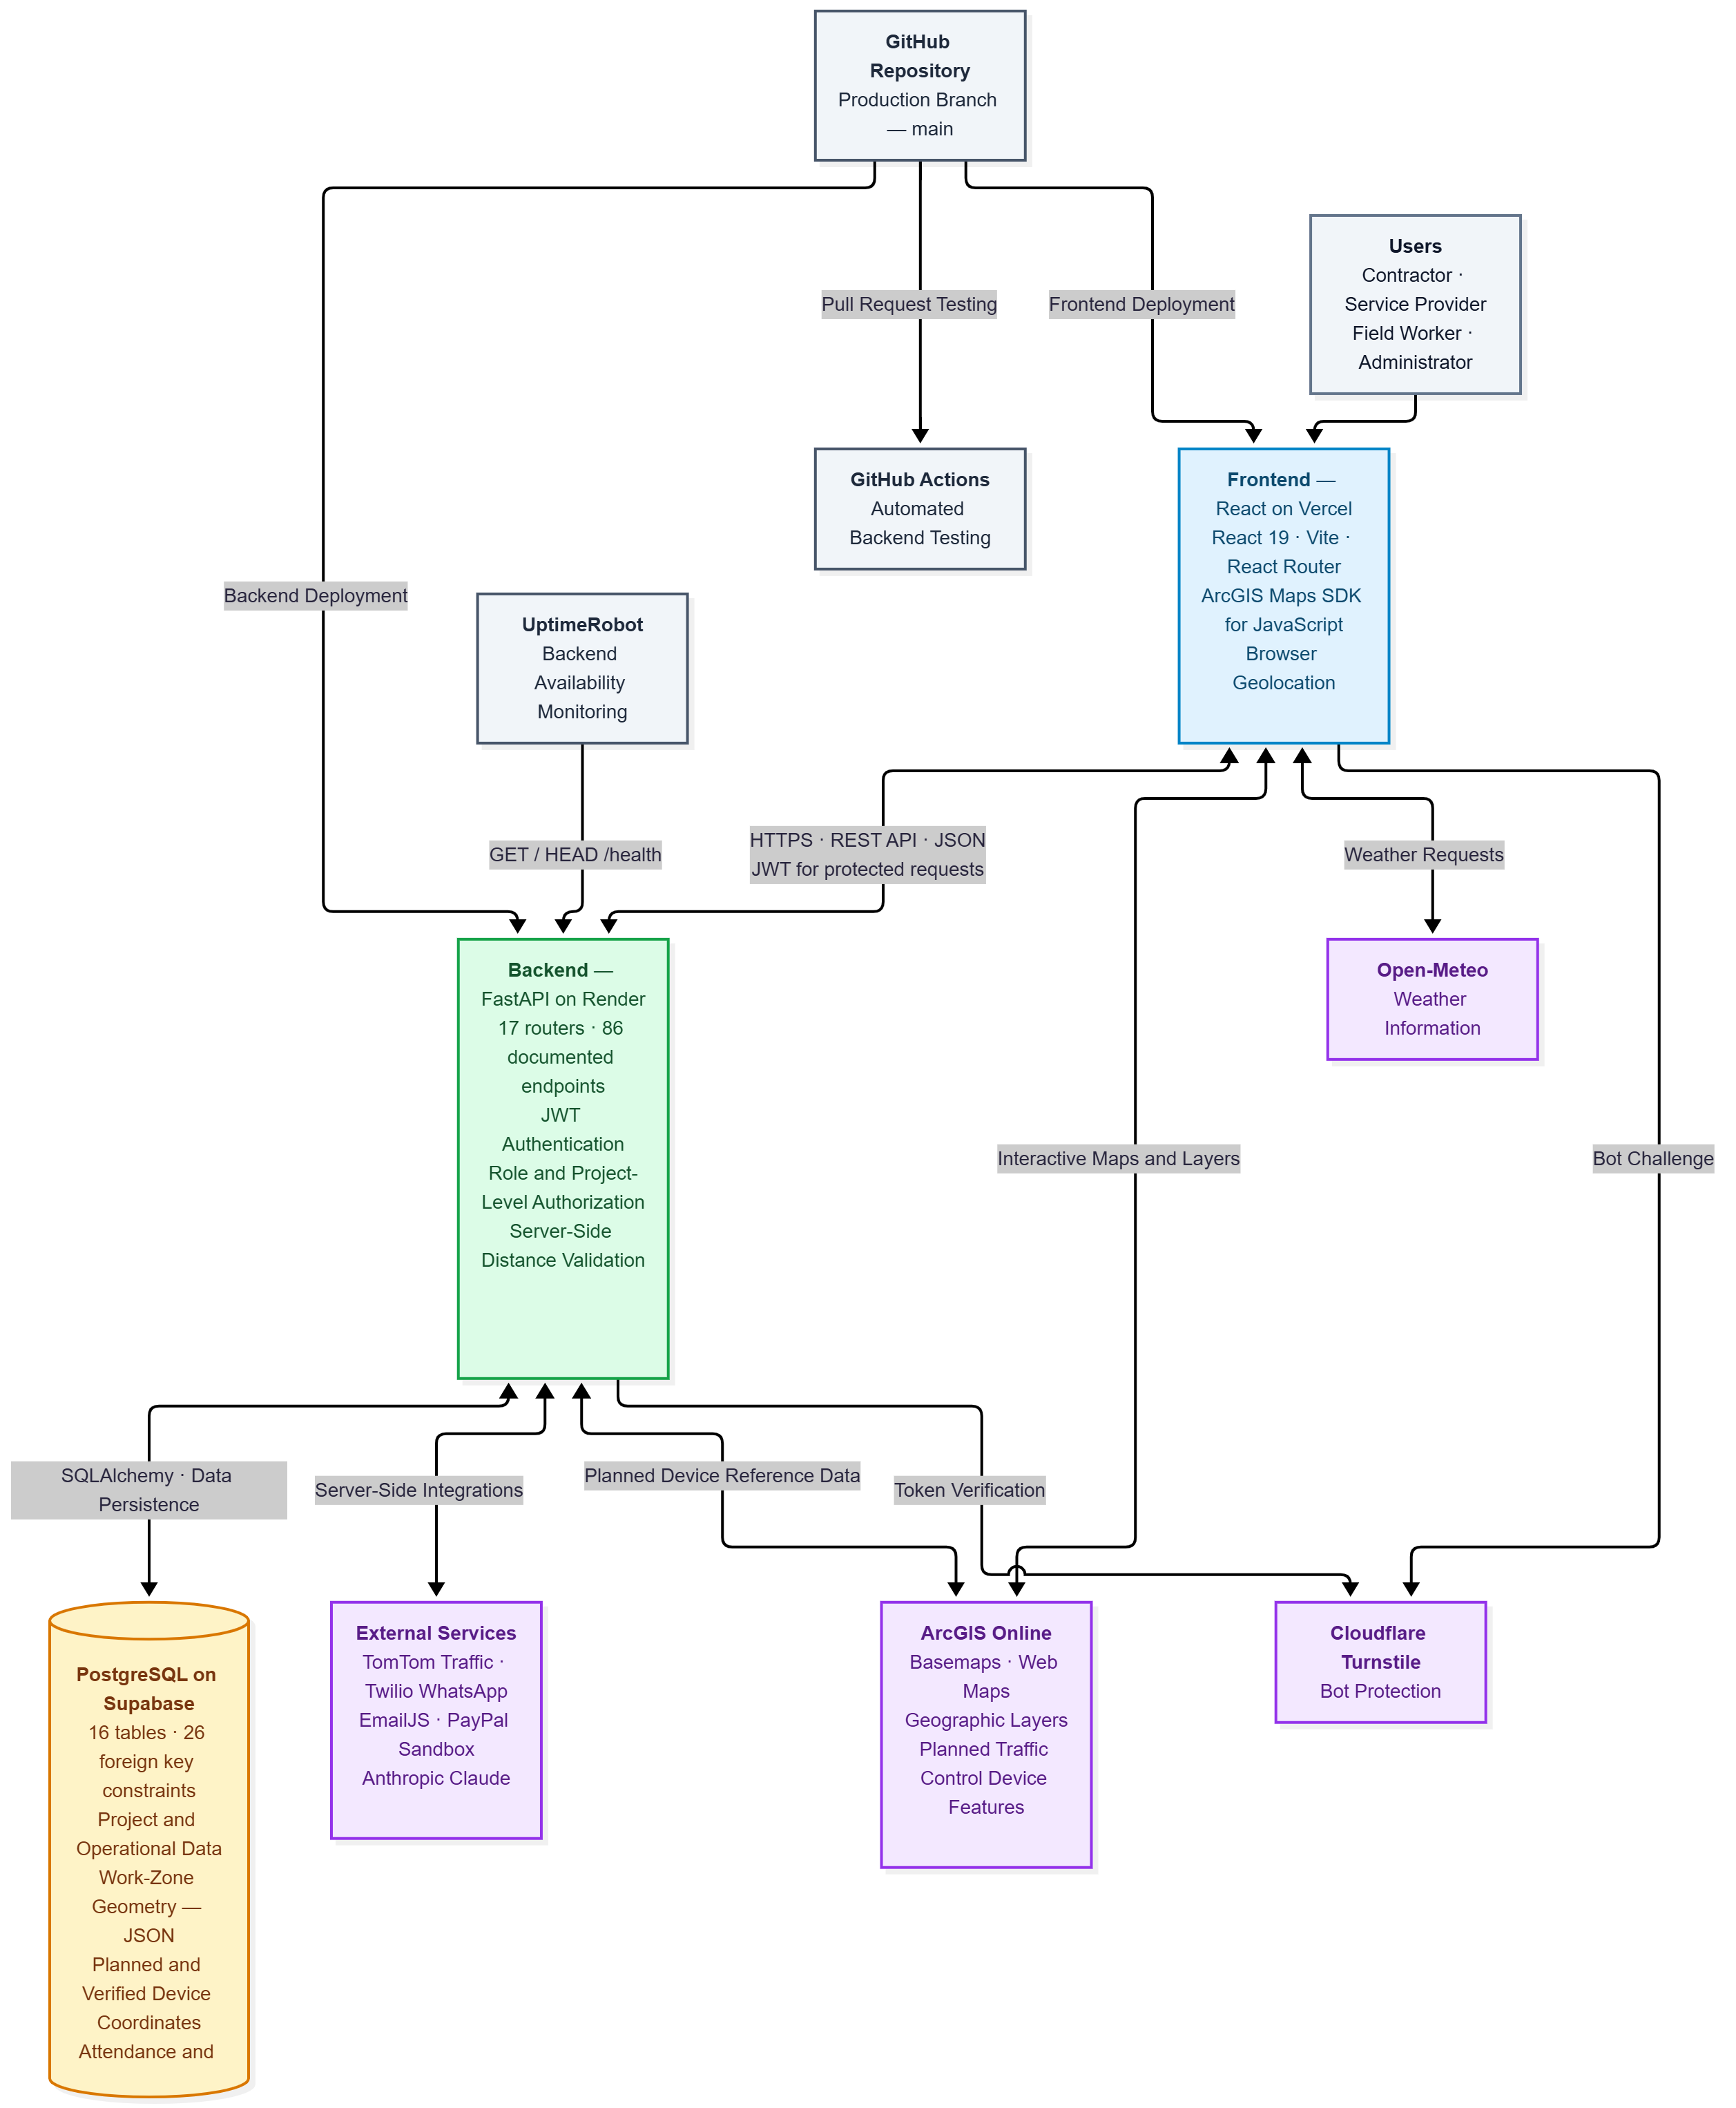 GitHub
Repository
Production Branch
— main
Users
Contractor ·
Service Provider
Field Worker ·
Administrator
Pull Request Testing
Frontend Deployment
GitHub Actions
Automated
Backend Testing
Frontend —
React on Vercel
React 19 · Vite ·
React Router
ArcGIS Maps SDK
for JavaScript
Browser
Geolocation
Backend Deployment
UptimeRobot
Backend
Availability
Monitoring
GET / HEAD /health
HTTPS · REST API · JSON
JWT for protected requests
Weather Requests
Backend —
FastAPI on Render
17 routers · 86
documented
endpoints
JWT
Authentication
Role and Project-
Level Authorization
Server-Side
Distance Validation
Open-Meteo
Weather
Information
Interactive Maps and Layers
Bot Challenge
SQLAlchemy · Data
Persistence
Server-Side Integrations
Planned Device Reference Data
Token Verification
PostgreSQL on
Supabase
16 tables · 26
foreign key
constraints
Project and
Operational Data
Work-Zone
Geometry —
JSON
Planned and
Verified Device
Coordinates
Attendance and
External Services
TomTom Traffic ·
Twilio WhatsApp
EmailJS · PayPal
Sandbox
Anthropic Claude
ArcGIS Online
Basemaps · Web
Maps
Geographic Layers
Planned Traffic
Control Device
Features
Cloudflare
Turnstile
Bot Protection